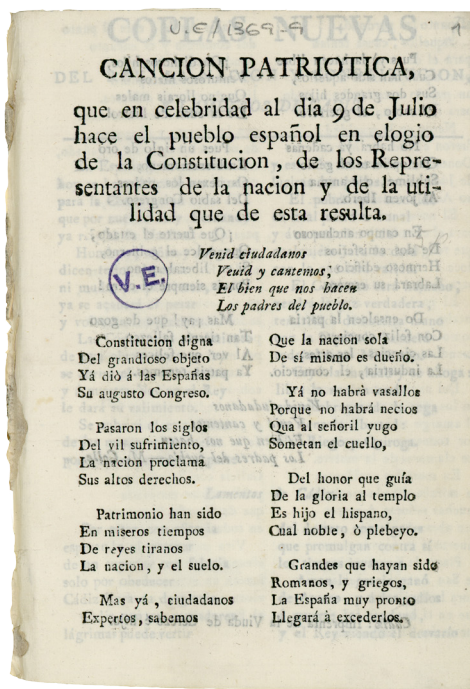 V.E/1369-9
1
CANCION PATRIOTICA,
que en celebridad al dia 9 de Julio
hace el pueblo español en elogio
de la Constitucion, de los Repre-
sentantes de la nacion y de la uti-
lidad que de esta resulta.
Venid ciudadanos
Veuid y cantemos,
El bien que nos hacen
Los padres del pueblo.
V.E.
Constitucion digna
Del grandioso objeto
Yá dió á las Españas
Su augusto Congreso.
Pasaron los siglos
Del vil sufrimiento,
La nacion proclama
Sus altos derechos.
Patrimonio han sido
En miseros tiempos
De reyes tiranos
La nacion, y el suelo.
Mas yá, ciudadanos
Expertos, sabemos
Que la nacion sola
De sí mismo es dueño.
Yá no habrà vasallos
Porque no habrá necios
Qua al señoril yugo
Sometan el cuello,
Del honor que guía
De la gloria al templo
Es hijo el hispano,
Cual noble, ò plebeyo.
Grandes que hayan sido
Romanos, y griegos,
La España muy pronto
Llegará à excederlos.